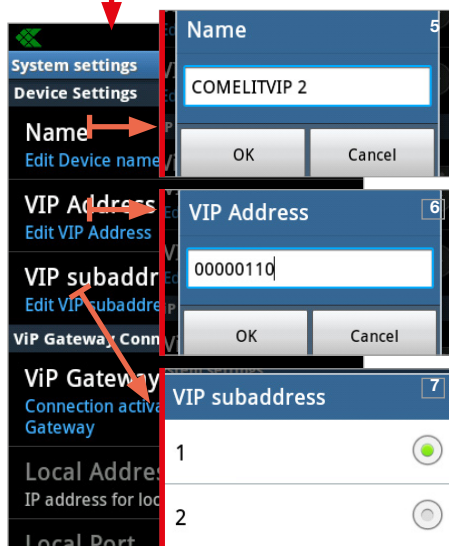 System settings
Device Settings
Name
Edit Device name
VIP Address
Edit VIP Address
VIP subaddr
Edit VIP subaddre
ViP Gateway Conn
ViP Gateway
Connection activa
Gateway
Local Addres
IP address for loc
Local Port
Name
5
COMELITVIP 2
OK
Cancel
VIP Address
6
00000110
OK
Cancel
VIP subaddress
7
1
2